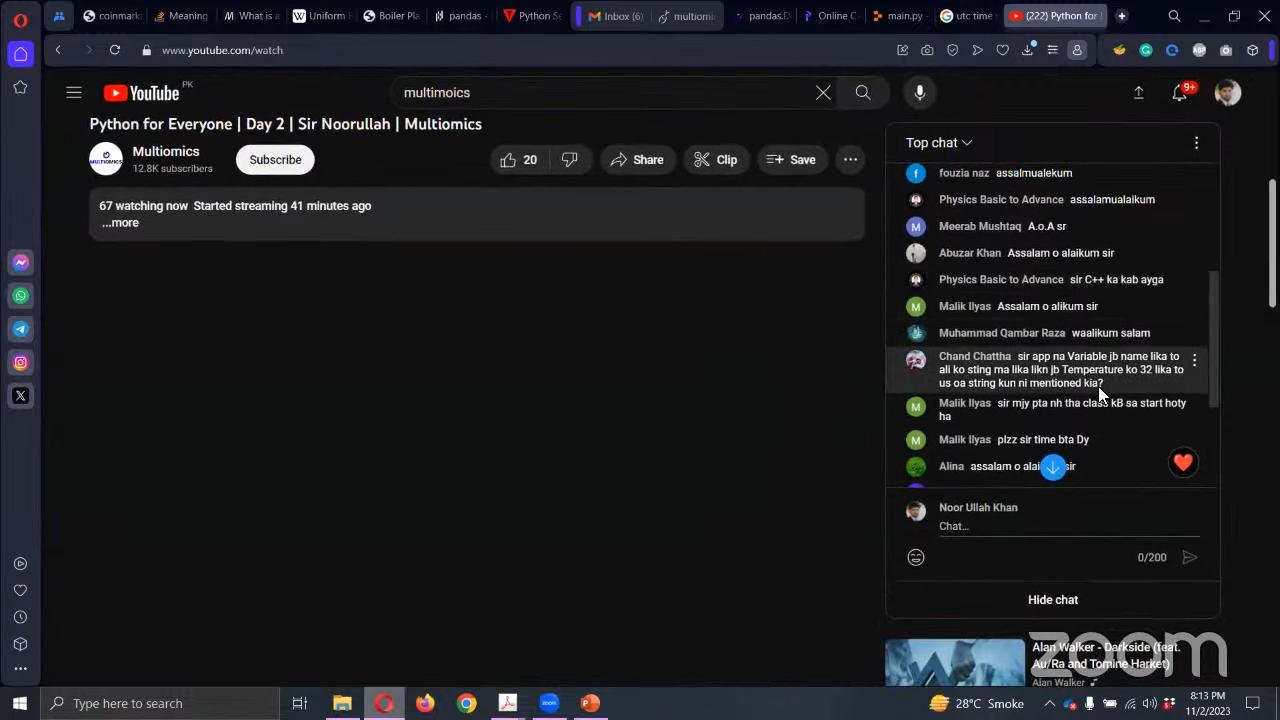 coinmark
Meaning
What is a
Uniform
Boiler Pla
pandas -
Python S
Inbox (6)
multiom
pandas.D
Online C
main.py
utc time
(222) Python for
www.youtube.com/watch
YouTube
PK
multimoics
9+
Python for Everyone | Day 2 | Sir Noorullah | Multiomics
MULTIOMICS
Multiomics
12.8K subscribers
Subscribe
20
Share
Clip
Save
67 watching now Started streaming 41 minutes ago
...more
Top chat
fouzia naz assalmualekum
Physics Basic to Advance assalamualaikum
Meerab Mushtaq A.o.A sr
Abuzar Khan Assalam o alaikum sir
Physics Basic to Advance sir C++ ka kab ayga
Malik Ilyas Assalam o alikum sir
Muhammad Qambar Raza waalikum salam
Chand Chattha sir app na Variable jb name lika to
ali ko sting ma lika likn jb Temperature ko 32 lika to
us oa string kun ni mentioned kia?
Malik Ilyas sir mjy pta nh tha class kB sa start hoty
ha
Malik Ilyas plzz sir time bta Dy
Alina assalam o alai sir
Noor Ullah Khan
Chat...
0/200
Hide chat
Alan Walker - Darkside (feat.
Au/Ra and Tomine Harket)
Alan Walker
zoom
Type here to search
zoom
28°C Smoke
8:13 PM
11/2/2023